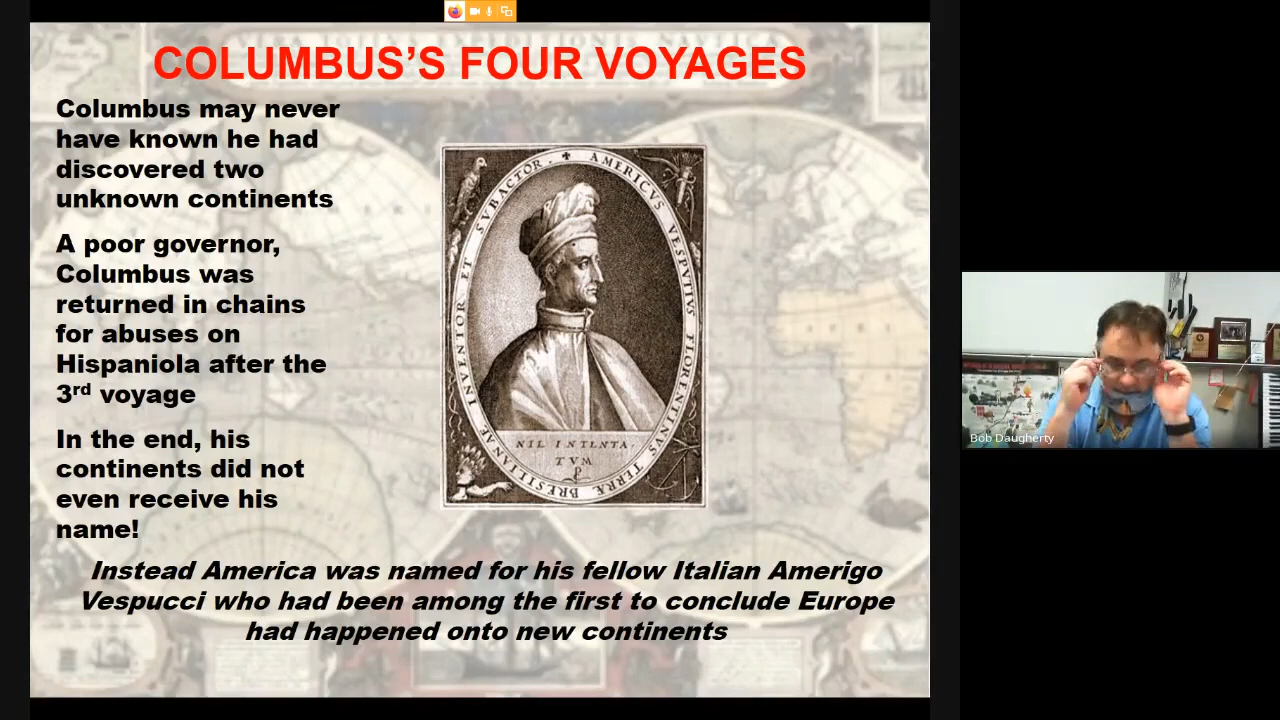 COLUMBUS’S FOUR VOYAGES
Columbus may never
have known he had
discovered two
unknown continents
A poor governor,
Columbus was
returned in chains
for abuses on
Hispaniola after the
3rd voyage
In the end, his
continents did not
even receive his
name!
AMERICVS VESPVTIVS FLORENTINVS TERRÆ BRESILIANÆ INVENTOR ET SVBACTOR.
NIL INTENTA,
TVM
Instead America was named for his fellow Italian Amerigo
Vespucci who had been among the first to conclude Europe
had happened onto new continents
Bob Daugherty